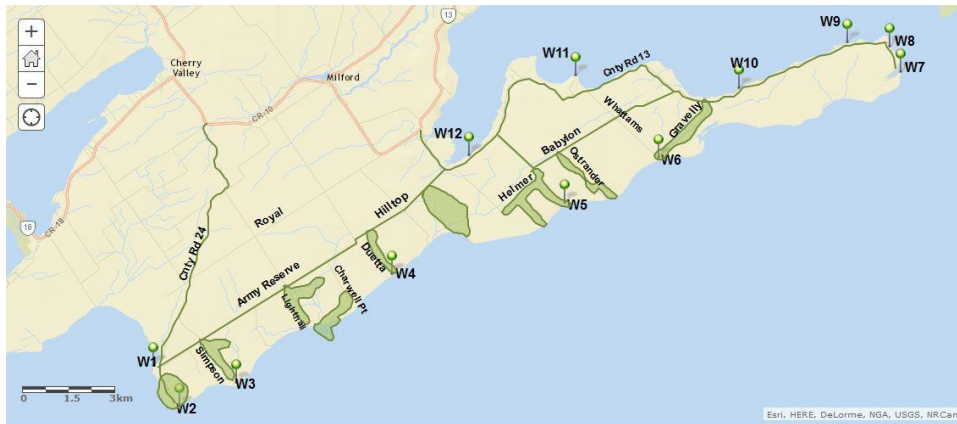 +
−
13
Cherry
Valley
Milford
CR-10
W9
W8
W7
W11
Cnty Rd 13
W10
W12
Whattams
Gravelly
W6
Babylon
Ostrander
Helmer
W5
18
CR-18
Royal
Hilltop
Cnty Rd 24
Duetta
W4
Army Reserve
Charwell Pt
Lighthall
W1
Simpson
W3
W2
0 1.5 3km
Esri, HERE, DeLorme, NGA, USGS, NRCan